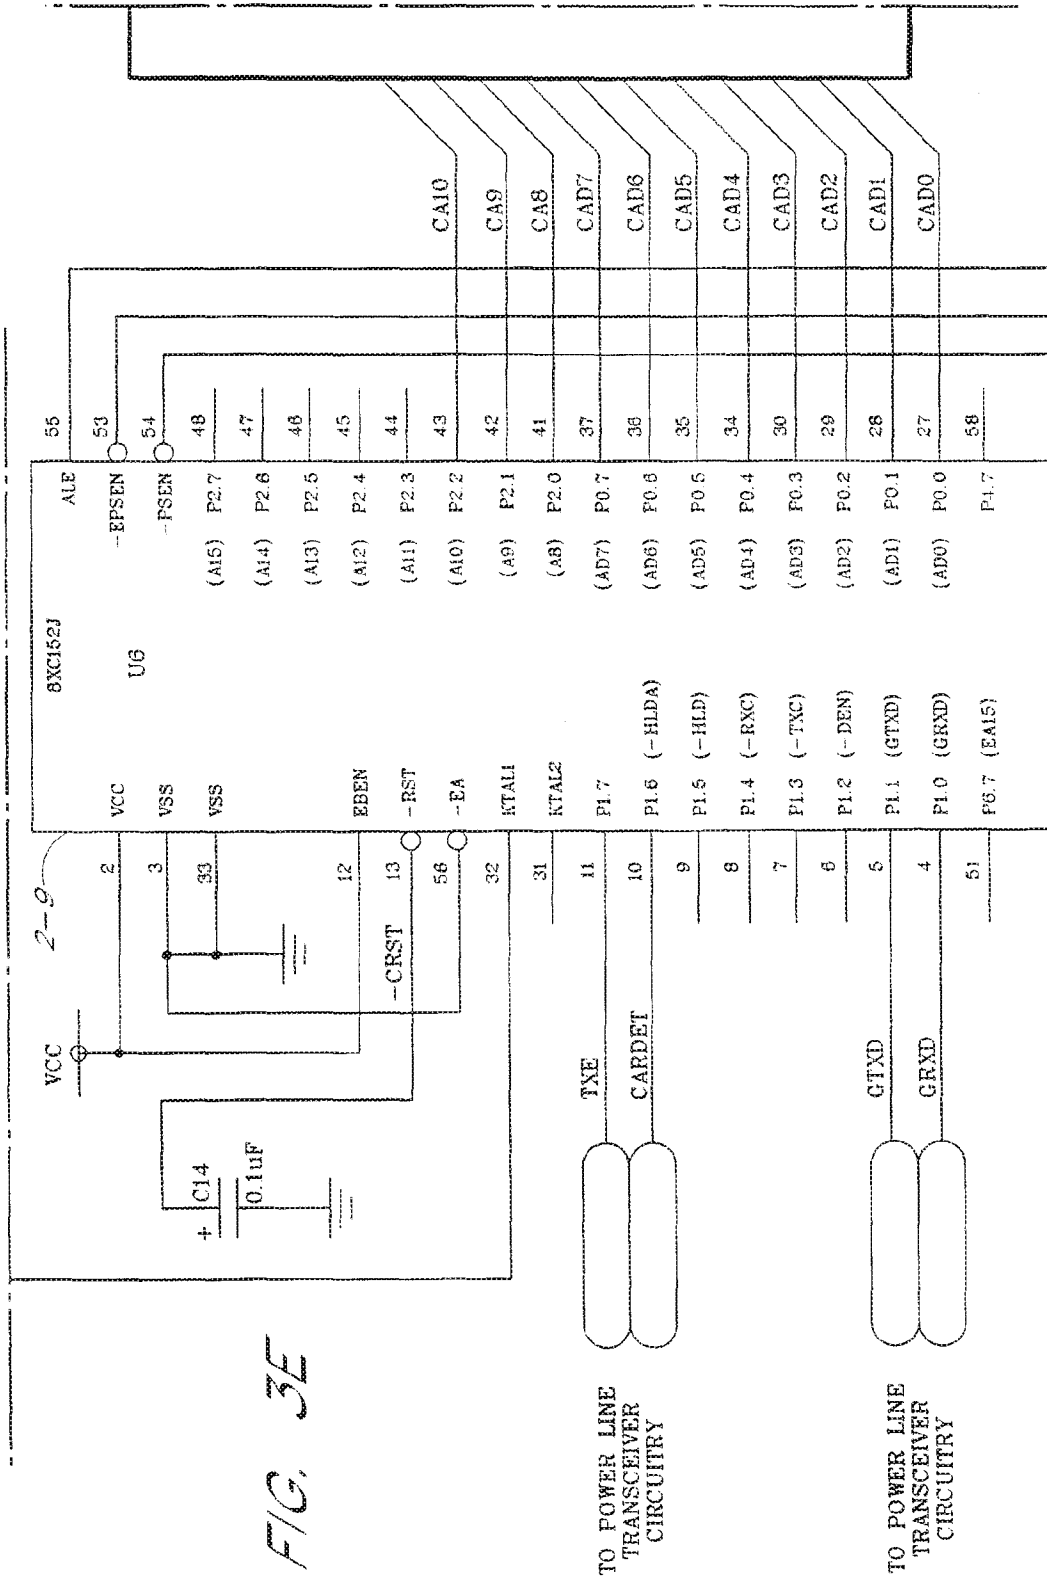 FIG. 3E
2-9
8XC152J
U6
VCC
+ C14
0.1uF
-CRST
2 VCC
3 VSS
33 VSS
12 EBEN
13 -RST
56 -EA
32 XTAL1
31 XTAL2
11 P1.7
10 P1.6 (-HLDA)
9 P1.5 (-HLD)
8 P1.4 (-RXC)
7 P1.3 (-TXC)
6 P1.2 (-DEN)
5 P1.1 (GTXD)
4 P1.0 (GRXD)
51 P6.7 (EA15)
ALE 55
-EPSEN 53
-PSEN 54
(A15) P2.7 48
(A14) P2.6 47
(A13) P2.5 46
(A12) P2.4 45
(A11) P2.3 44
(A10) P2.2 43 CA10
(A9) P2.1 42 CA9
(A8) P2.0 41 CA8
(AD7) P0.7 37 CAD7
(AD6) P0.6 36 CAD6
(AD5) P0.5 35 CAD5
(AD4) P0.4 34 CAD4
(AD3) P0.3 30 CAD3
(AD2) P0.2 29 CAD2
(AD1) P0.1 28 CAD1
(AD0) P0.0 27 CAD0
P4.7 58
TXE
CARDET
TO POWER LINE
TRANSCEIVER
CIRCUITRY
GTXD
GRXD
TO POWER LINE
TRANSCEIVER
CIRCUITRY